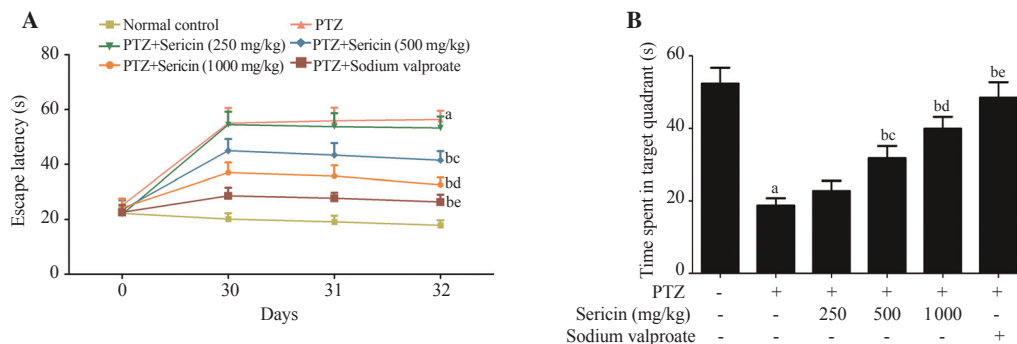 A
Normal control
PTZ
PTZ+Sericin (250 mg/kg)
PTZ+Sericin (500 mg/kg)
PTZ+Sericin (1000 mg/kg)
PTZ+Sodium valproate
Escape latency (s)
80
60
40
20
0
a
bc
bd
be
0 30 31 32
Days
B
Time spent in target quadrant (s)
60
40
20
0
a
bc
bd
be
PTZ - + + + + +
Sericin (mg/kg) - - 250 500 1000 -
Sodium valproate - - - - - +